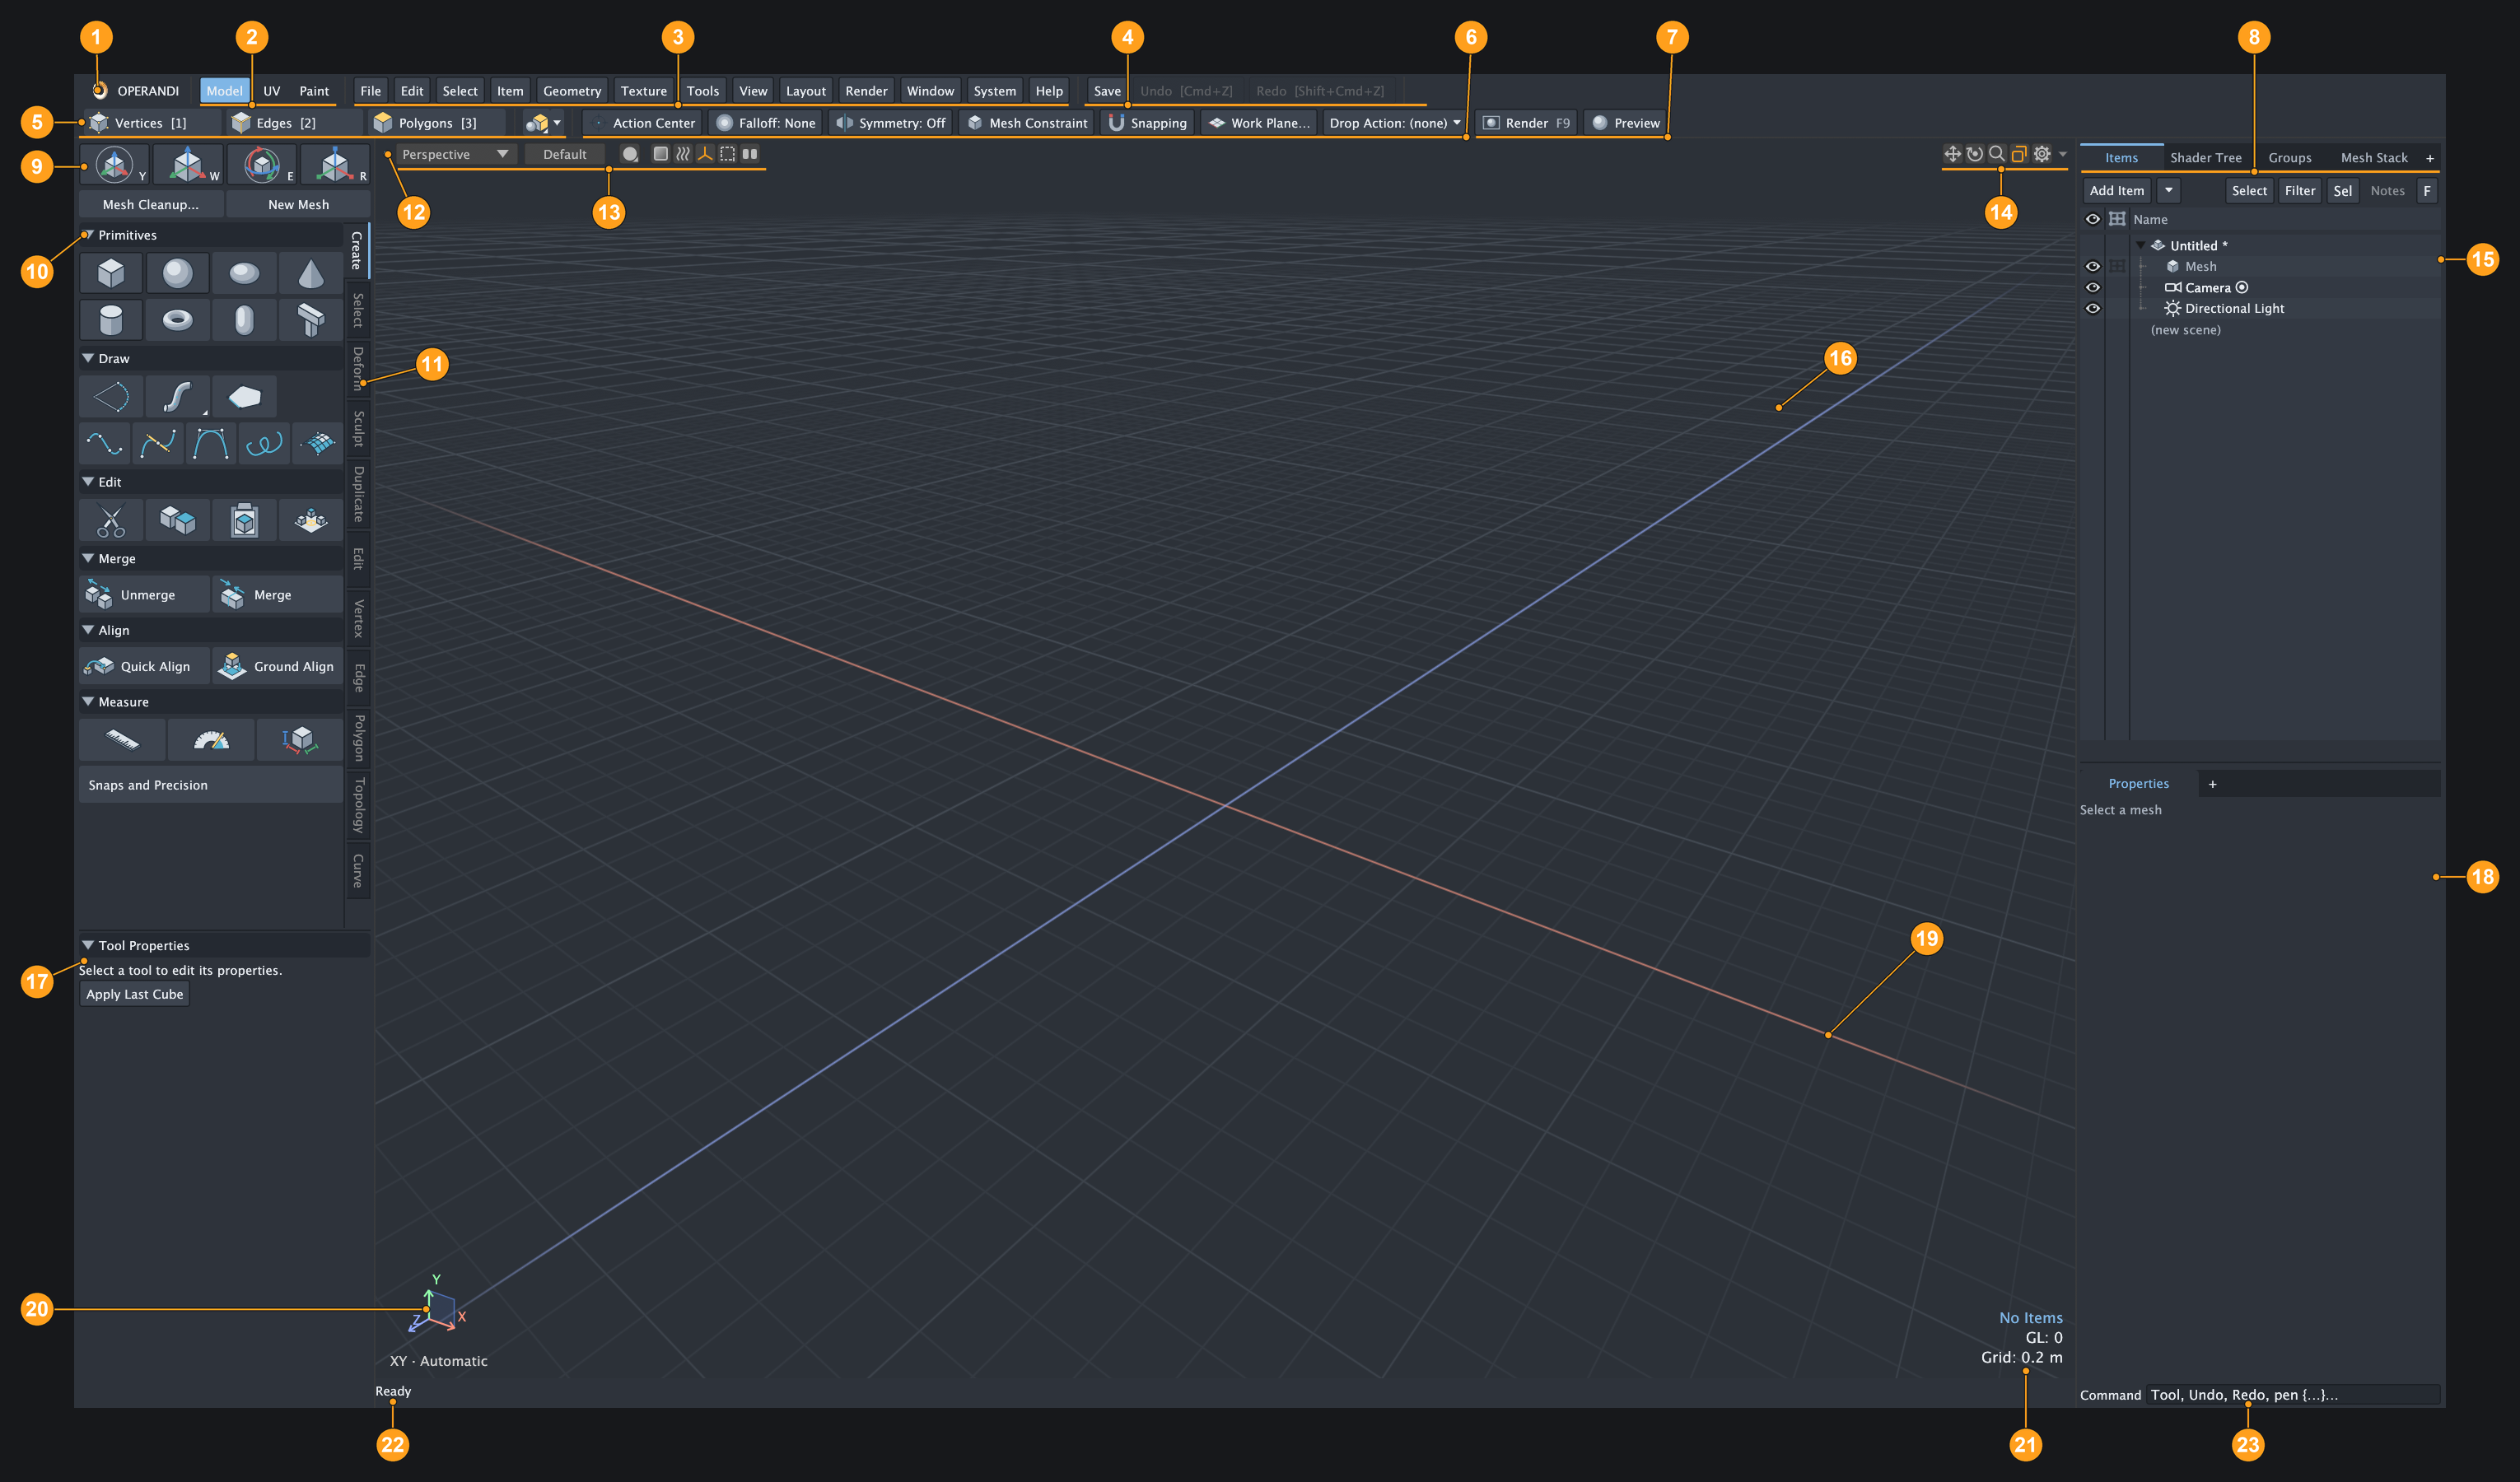 1 2 3 4 6 7 8
OPERANDI Model UV Paint File Edit Select Item Geometry Texture Tools View Layout Render Window System Help Save Undo [Cmd+Z] Redo [Shift+Cmd+Z]
5 Vertices [1] Edges [2] Polygons [3] Action Center Falloff: None Symmetry: Off Mesh Constraint Snapping Work Plane... Drop Action: (none) Render F9 Preview
9 Y W E R
Mesh Cleanup... New Mesh
10
Primitives
Draw
Edit
Merge
Unmerge Merge
Align
Quick Align Ground Align
Measure
Snaps and Precision
Create
Select
Deform
Sculpt
Duplicate
Edit
Vertex
Edge
Polygon
Topology
Curve
11
17
Tool Properties
Select a tool to edit its properties.
Apply Last Cube
Perspective Default
12 13 14
16
19
20
Y
Z X
XY · Automatic
No Items
GL: 0
Grid: 0.2 m
Ready
22 21
Items Shader Tree Groups Mesh Stack +
Add Item Select Filter Sel Notes F
Name
Untitled *
Mesh
Camera
Directional Light
(new scene)
15
Properties +
Select a mesh
18
Command Tool, Undo, Redo, pen {...}...
23